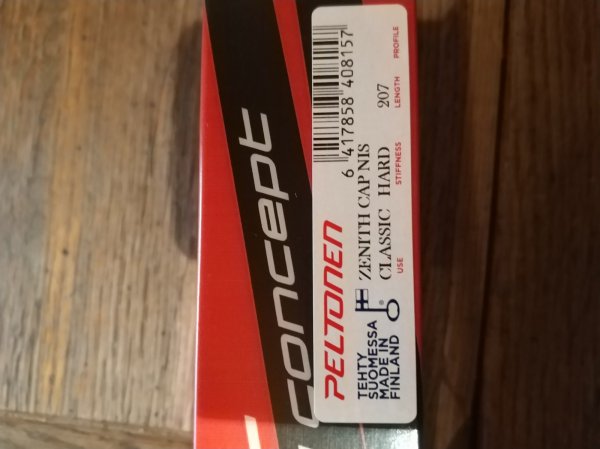 concept
PELTONEN
6 417858 408157
TEHTY
SUOMESSA
MADE IN
FINLAND
®
ZENITH CAP NIS
CLASSIC HARD 207
USE STIFFNESS LENGTH PROFILE